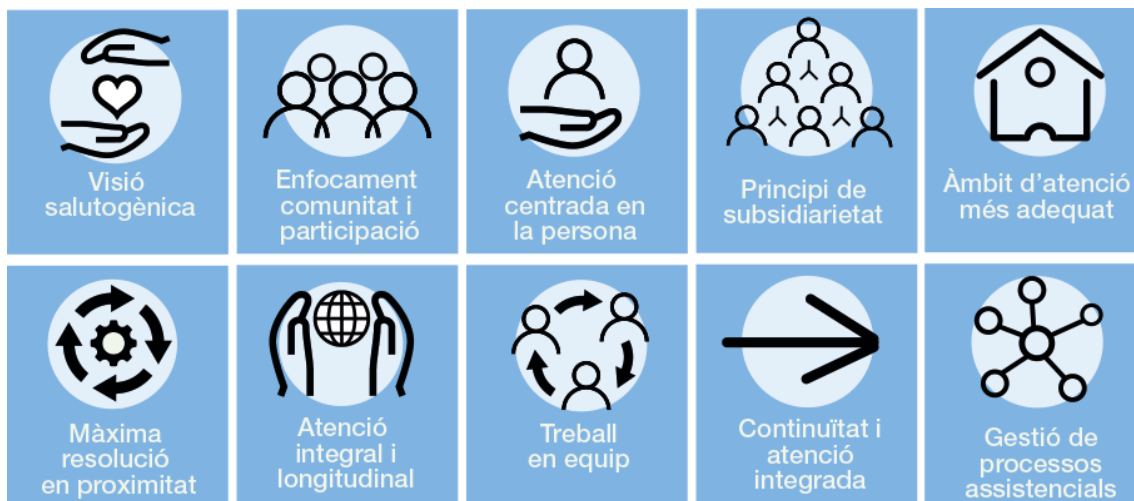 Visió
salutogènica
Enfocament
comunitat i
participació
Atenció
centrada en
la persona
Principi de
subsidiarietat
Àmbit d’atenció
més adequat
Màxima
resolució
en proximitat
Atenció
integral i
longitudinal
Treball
en equip
Continuïtat i
atenció
integrada
Gestió de
processos
assistencials